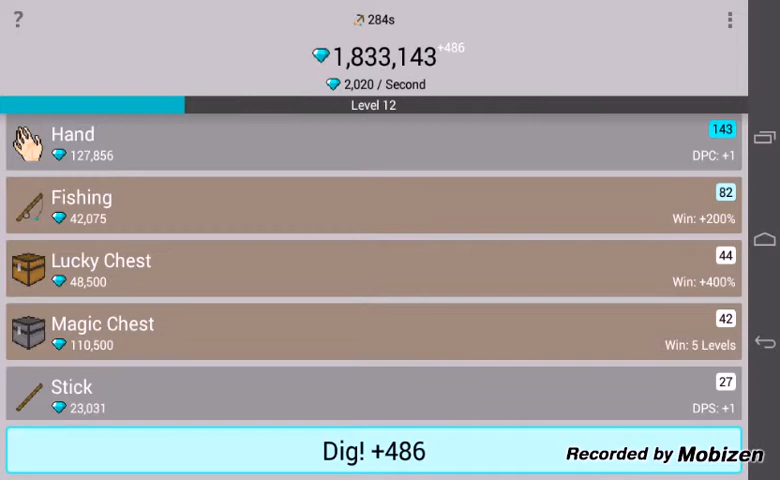 ?
284s
1,833,143 +486
2,020 / Second
Level 12
Hand
143
127,856
DPC: +1
Fishing
82
42,075
Win: +200%
Lucky Chest
44
48,500
Win: +400%
Magic Chest
42
110,500
Win: 5 Levels
Stick
27
23,031
DPS: +1
Dig! +486
Recorded by Mobizen